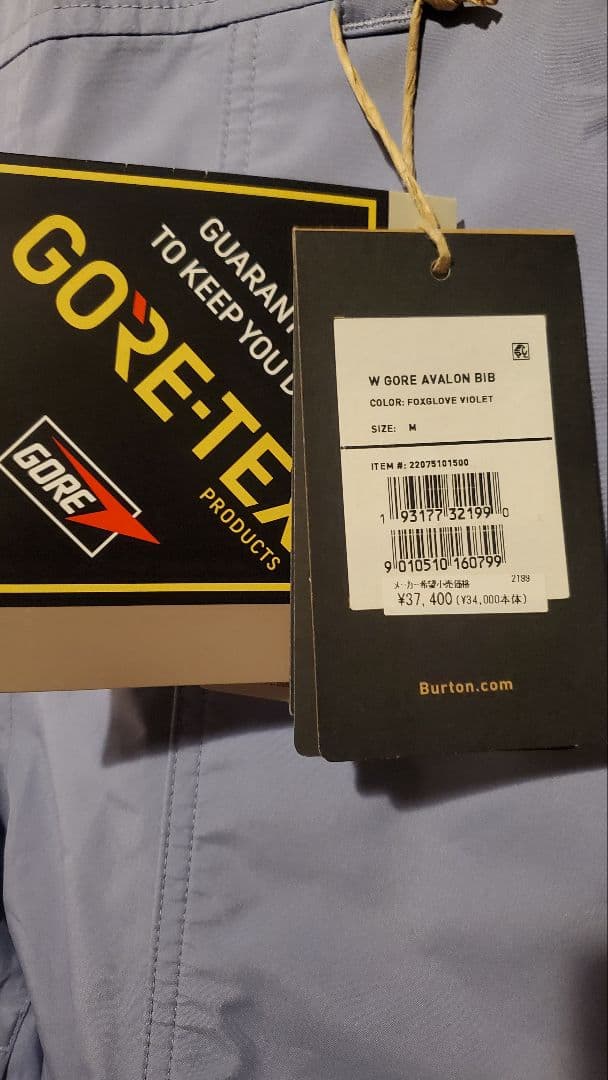 GUARAN
TO KEEP YOU D
GORE-TEX
PRODUCTS
GORE
W GORE AVALON BIB
COLOR: FOXGLOVE VIOLET
SIZE: M
ITEM #: 22075101500
1 93177 32199 0
9 010510 160799
メーカー希望小売価格 2199
¥37,400(¥34,000本体)
Burton.com